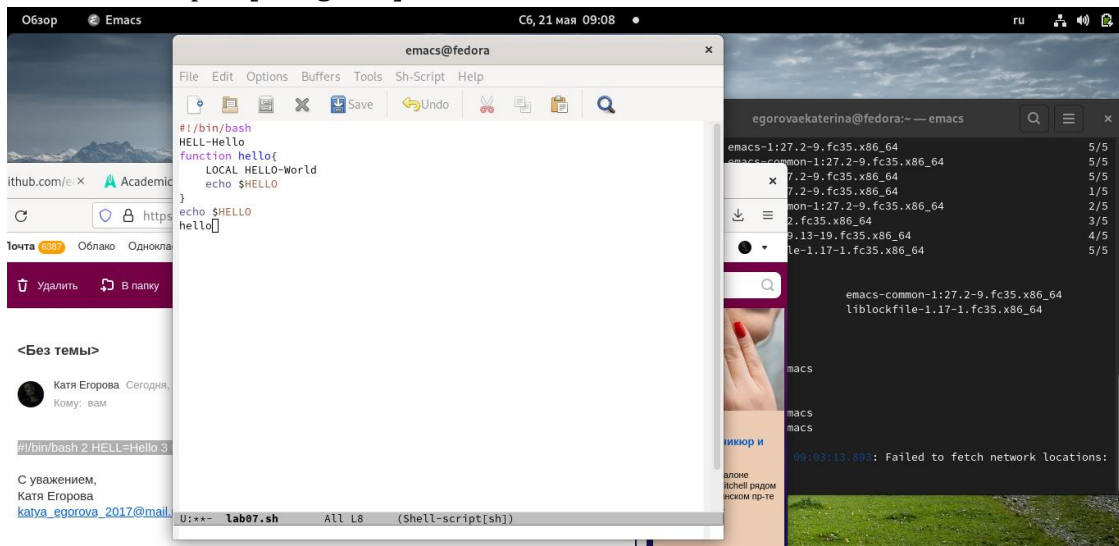 Обзор Emacs Сб, 21 мая 09:08 ru
emacs@fedora
File Edit Options Buffers Tools Sh-Script Help
Save Undo
#!/bin/bash
HELL-Hello
function hello{
LOCAL HELLO-World
echo $HELLO
}
echo $HELLO
hello
U:**- lab07.sh All L8 (Shell-script[sh])
egorovaekaterina@fedora:~ — emacs
emacs-1:27.2-9.fc35.x86_64 5/5
emacs-common-1:27.2-9.fc35.x86_64 5/5
7.2-9.fc35.x86_64 5/5
7.2-9.fc35.x86_64 1/5
mon-1:27.2-9.fc35.x86_64 2/5
2.fc35.x86_64 3/5
9.13-19.fc35.x86_64 4/5
le-1.17-1.fc35.x86_64 5/5
emacs-common-1:27.2-9.fc35.x86_64
liblockfile-1.17-1.fc35.x86_64
macs
macs
macs
09:03:13.893: Failed to fetch network locations:
ithub.com/e Academic
https
Почта 6387 Облако Однокла
Удалить В папку
<Без темы>
Катя Егорова Сегодня,
Кому: вам
#!/bin/bash 2 HELL=Hello 3
С уважением,
Катя Егорова
katya_egorova_2017@mail.
никюр и
алоне
itchell рядом
нском пр-те